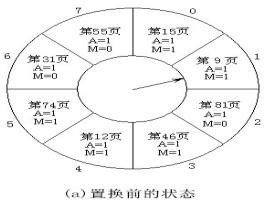 7
0
第55页
A=1
M=0
第15页
A=1
M=1
6
1
第31页
A=1
M=0
第 9 页
A=1
M=1
第74页
A=1
M=1
第 81页
A=1
M=0
5
2
第12页
A=1
M=1
第46页
A=1
M=1
4
3
(a) 置换前的状态